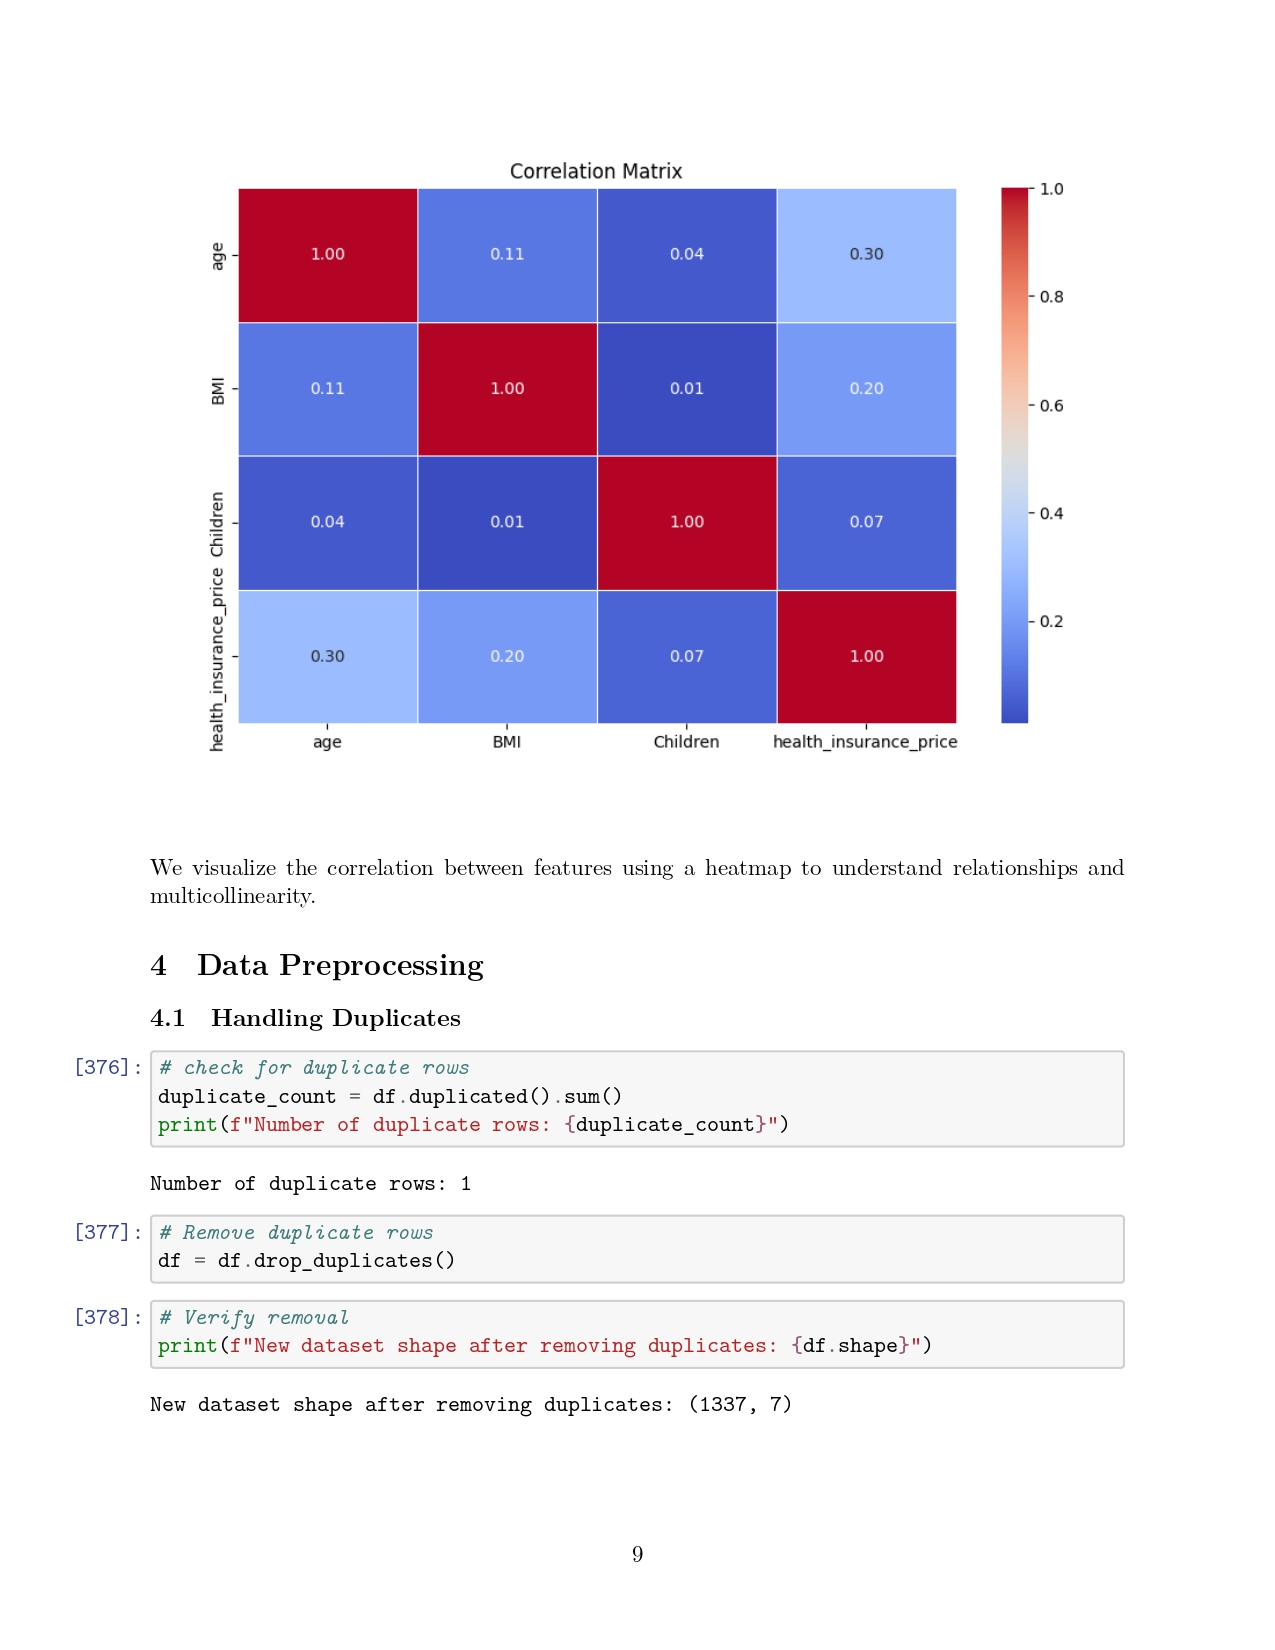 Correlation Matrix
age
1.00
0.11
0.04
0.30
BMI
0.11
1.00
0.01
0.20
Children
0.04
0.01
1.00
0.07
health_insurance_price
0.30
0.20
0.07
1.00
age
BMI
Children
health_insurance_price
1.0
0.8
0.6
0.4
0.2
We visualize the correlation between features using a heatmap to understand relationships and
multicollinearity.
4 Data Preprocessing
4.1 Handling Duplicates
[376]: # check for duplicate rows
duplicate_count = df.duplicated().sum()
print(f"Number of duplicate rows: {duplicate_count}")
Number of duplicate rows: 1
[377]: # Remove duplicate rows
df = df.drop_duplicates()
[378]: # Verify removal
print(f"New dataset shape after removing duplicates: {df.shape}")
New dataset shape after removing duplicates: (1337, 7)
9